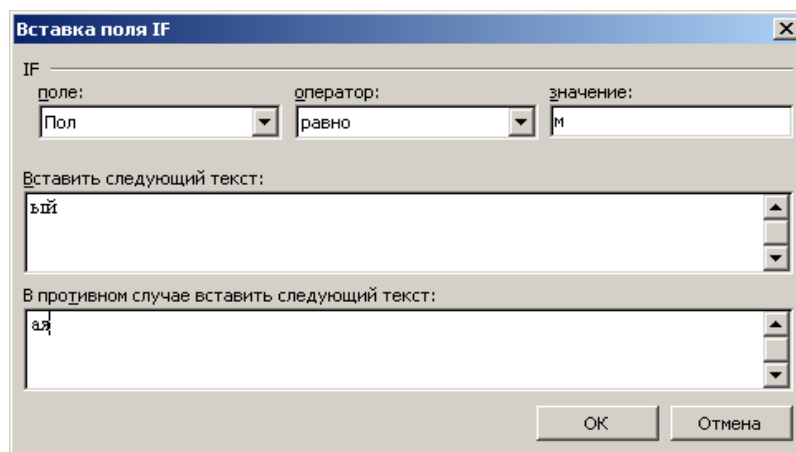 Вставка поля IF
IF
поле: оператор: значение:
Пол равно м
Вставить следующий текст:
ый
В противном случае вставить следующий текст:
ая
ОК Отмена